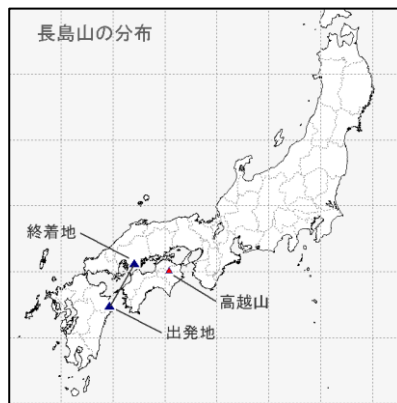 長島山の分布
終着地
高越山
出発地